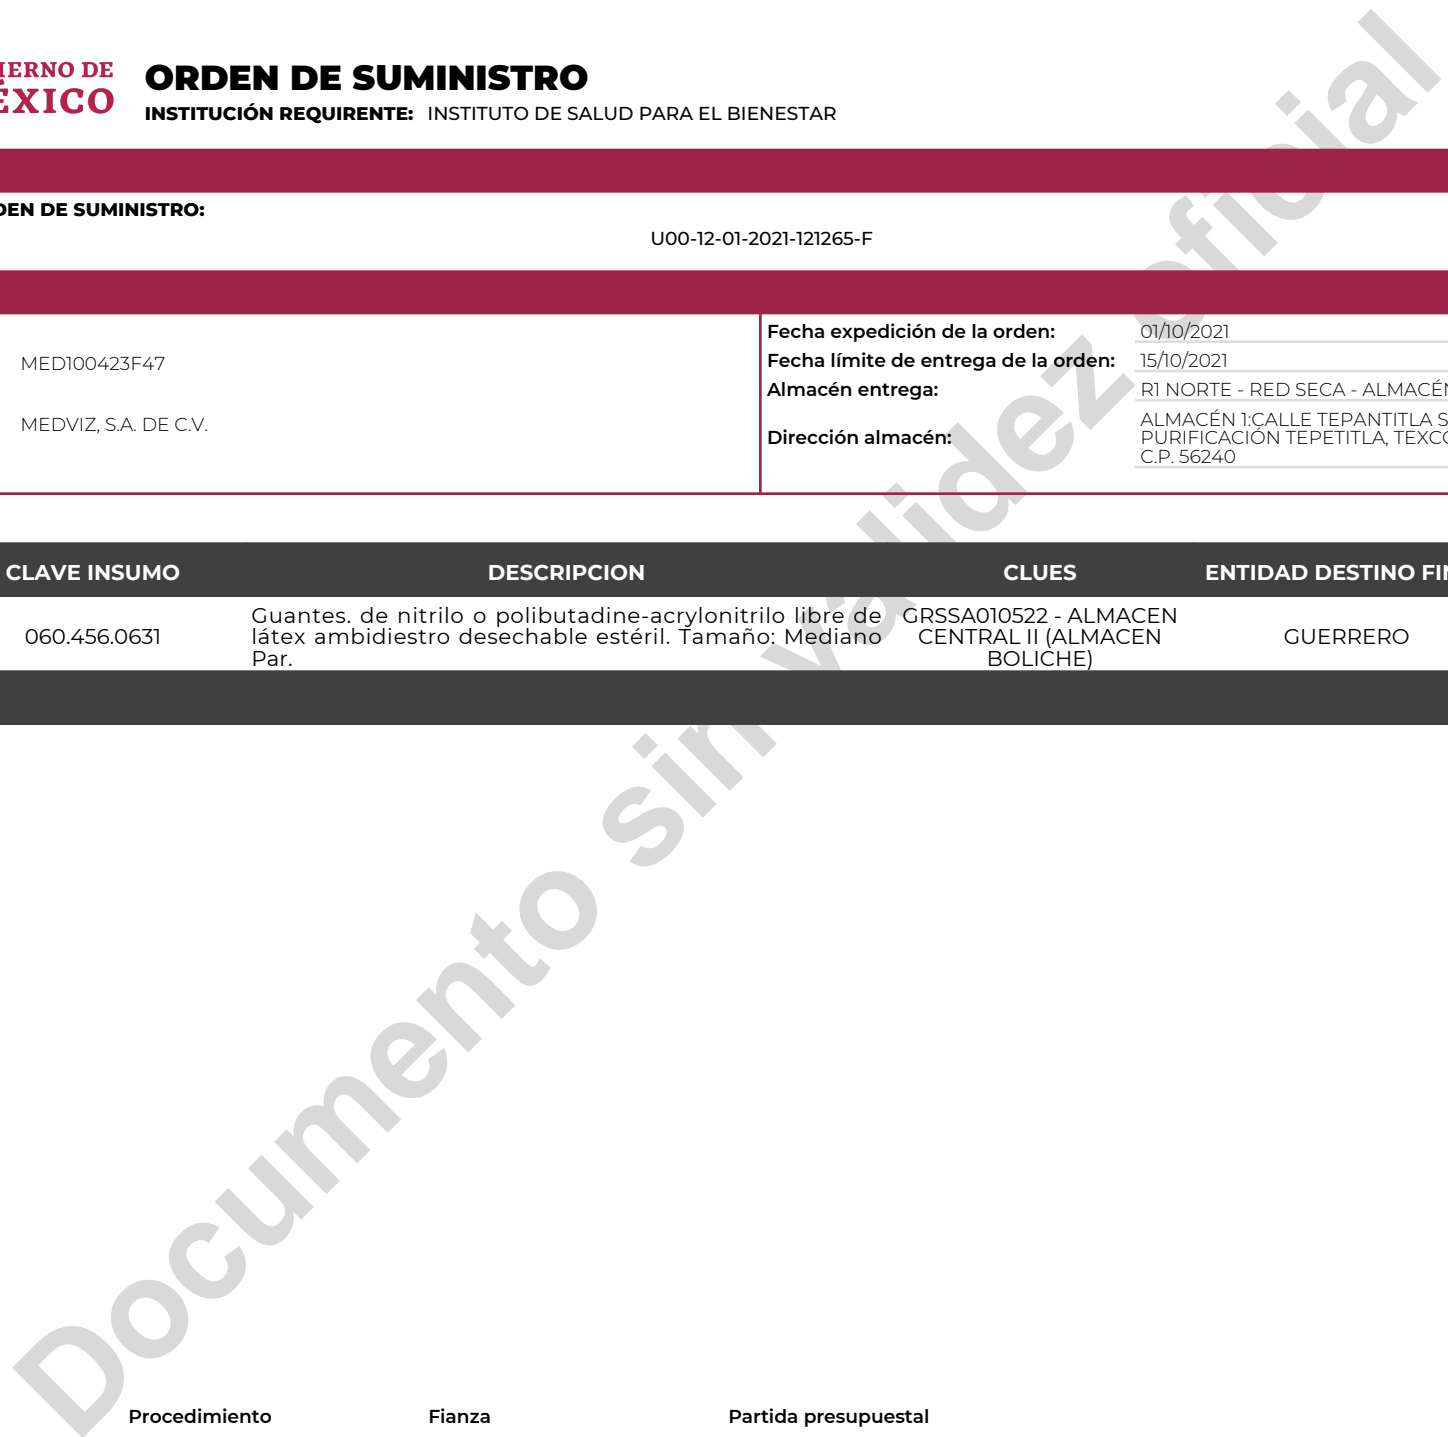 IERNO DE
ÉXICO
ORDEN DE SUMINISTRO
INSTITUCIÓN REQUIRENTE: INSTITUTO DE SALUD PARA EL BIENESTAR
DEN DE SUMINISTRO:
U00-12-01-2021-121265-F
MED100423F47
MEDVIZ, S.A. DE C.V.
Fecha expedición de la orden: 01/10/2021
Fecha límite de entrega de la orden: 15/10/2021
Almacén entrega: R1 NORTE - RED SECA - ALMACÉN
Dirección almacén: ALMACÉN 1:CALLE TEPANTITLA S
PURIFICACIÓN TEPETITLA, TEXCO
C.P. 56240
CLAVE INSUMO DESCRIPCION CLUES ENTIDAD DESTINO FIN
060.456.0631
Guantes. de nitrilo o polibutadine-acrylonitrilo libre de
látex ambidiestro desechable estéril. Tamaño: Mediano
Par.
GRSSA010522 - ALMACEN
CENTRAL II (ALMACEN
BOLICHE)
GUERRERO
Documento sin validez oficial
Procedimiento Fianza Partida presupuestal